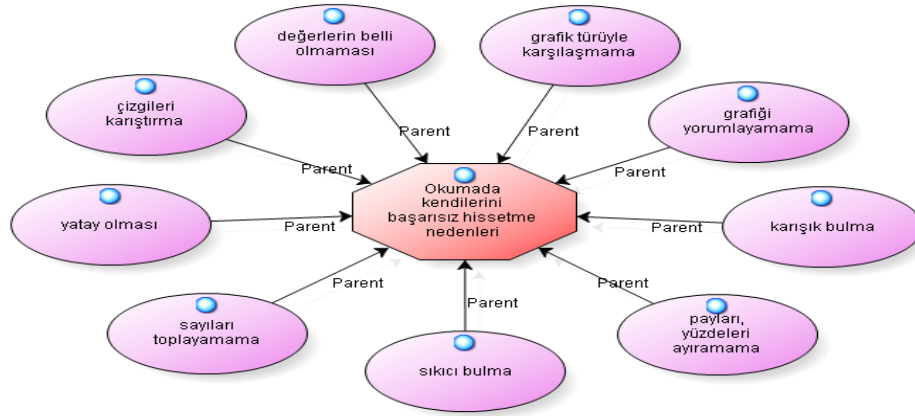 değerlerin belli
olmaması
grafik türüyle
karşılaşmama
çizgileri
karıştırma
grafiği
yorumlayamama
Parent
Parent
Parent
Parent
Okumada
kendilerini
başarısız hissetme
nedenleri
yatay olması
Parent
Parent
karışık bulma
Parent
Parent
Parent
sayıları
toplayamama
payları,
yüzdeleri
ayıramama
sıkıcı bulma